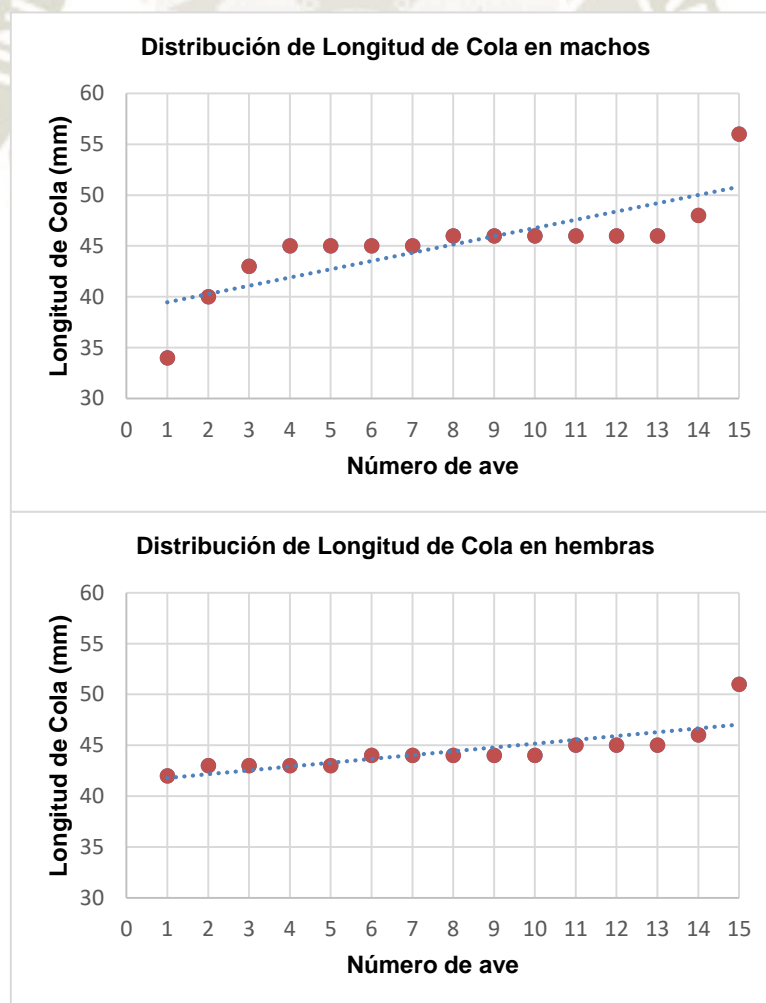 Distribución de Longitud de Cola en machos
Longitud de Cola (mm)
60
55
50
45
40
35
30
0 1 2 3 4 5 6 7 8 9 10 11 12 13 14 15
Número de ave
Distribución de Longitud de Cola en hembras
Longitud de Cola (mm)
60
55
50
45
40
35
30
0 1 2 3 4 5 6 7 8 9 10 11 12 13 14 15
Número de ave